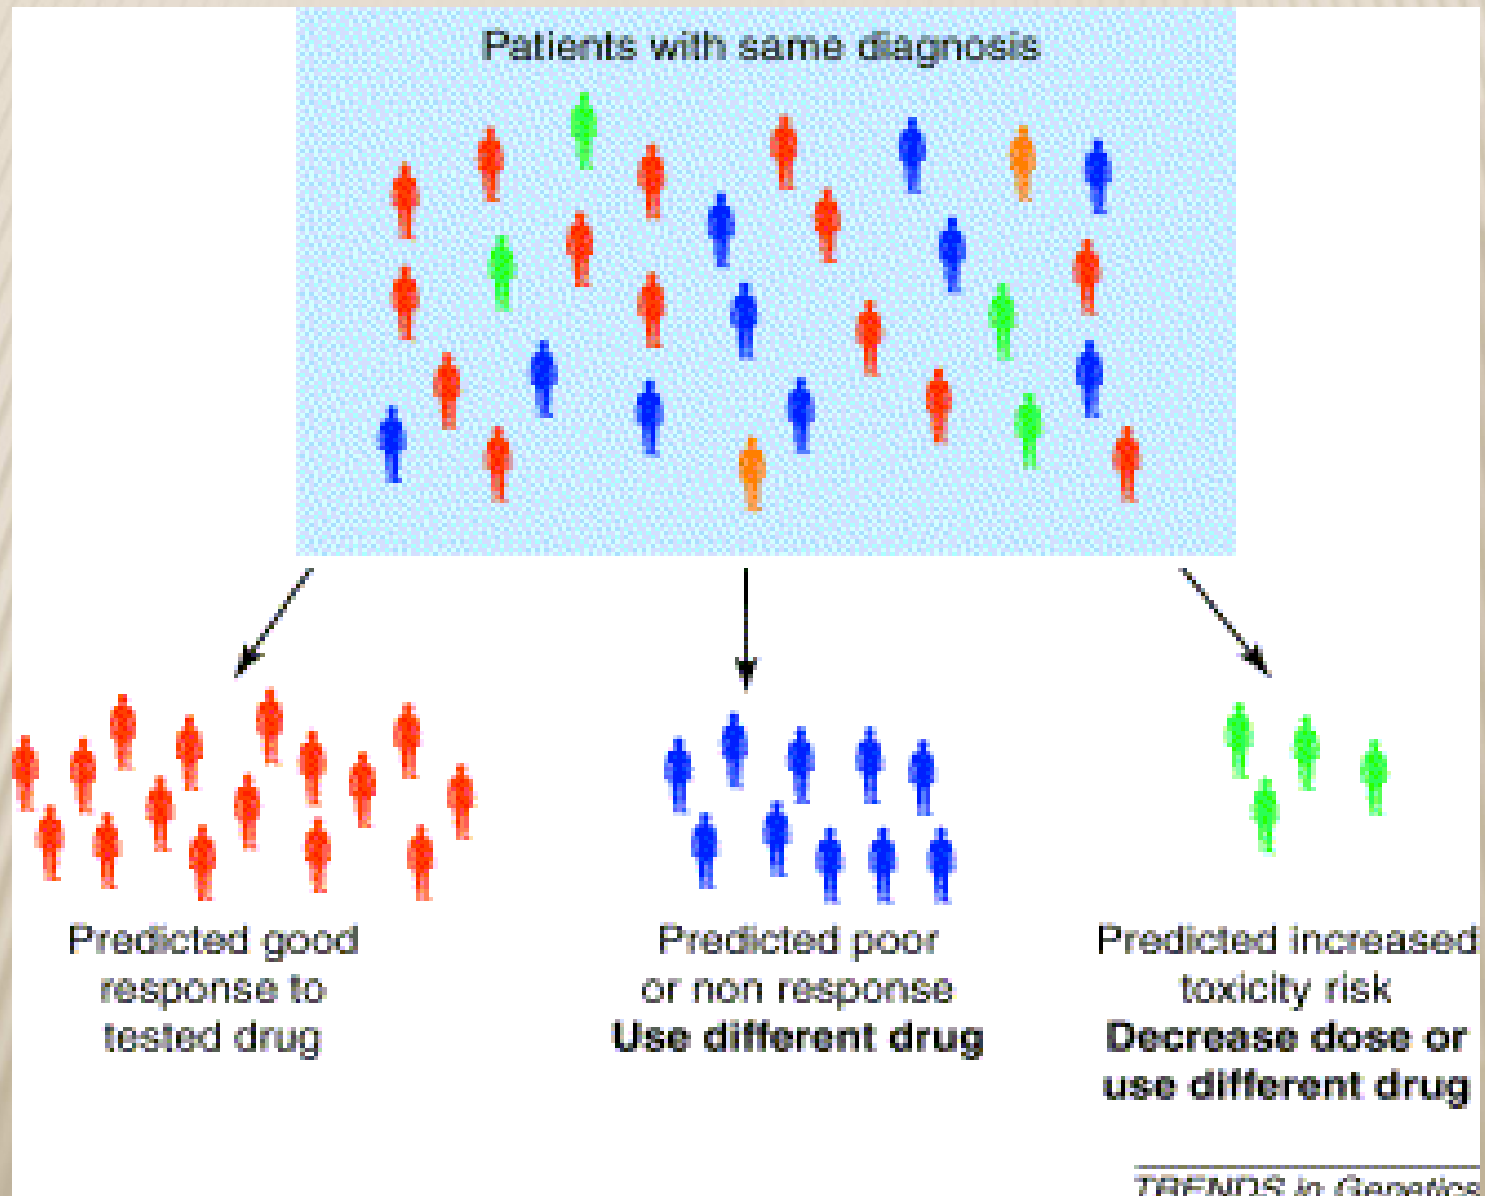 Patients with same diagnosis
Predicted good
response to
tested drug
Predicted poor
or non response
Use different drug
Predicted increased
toxicity risk
Decrease dose or
use different drug
TRENDS in Genetics